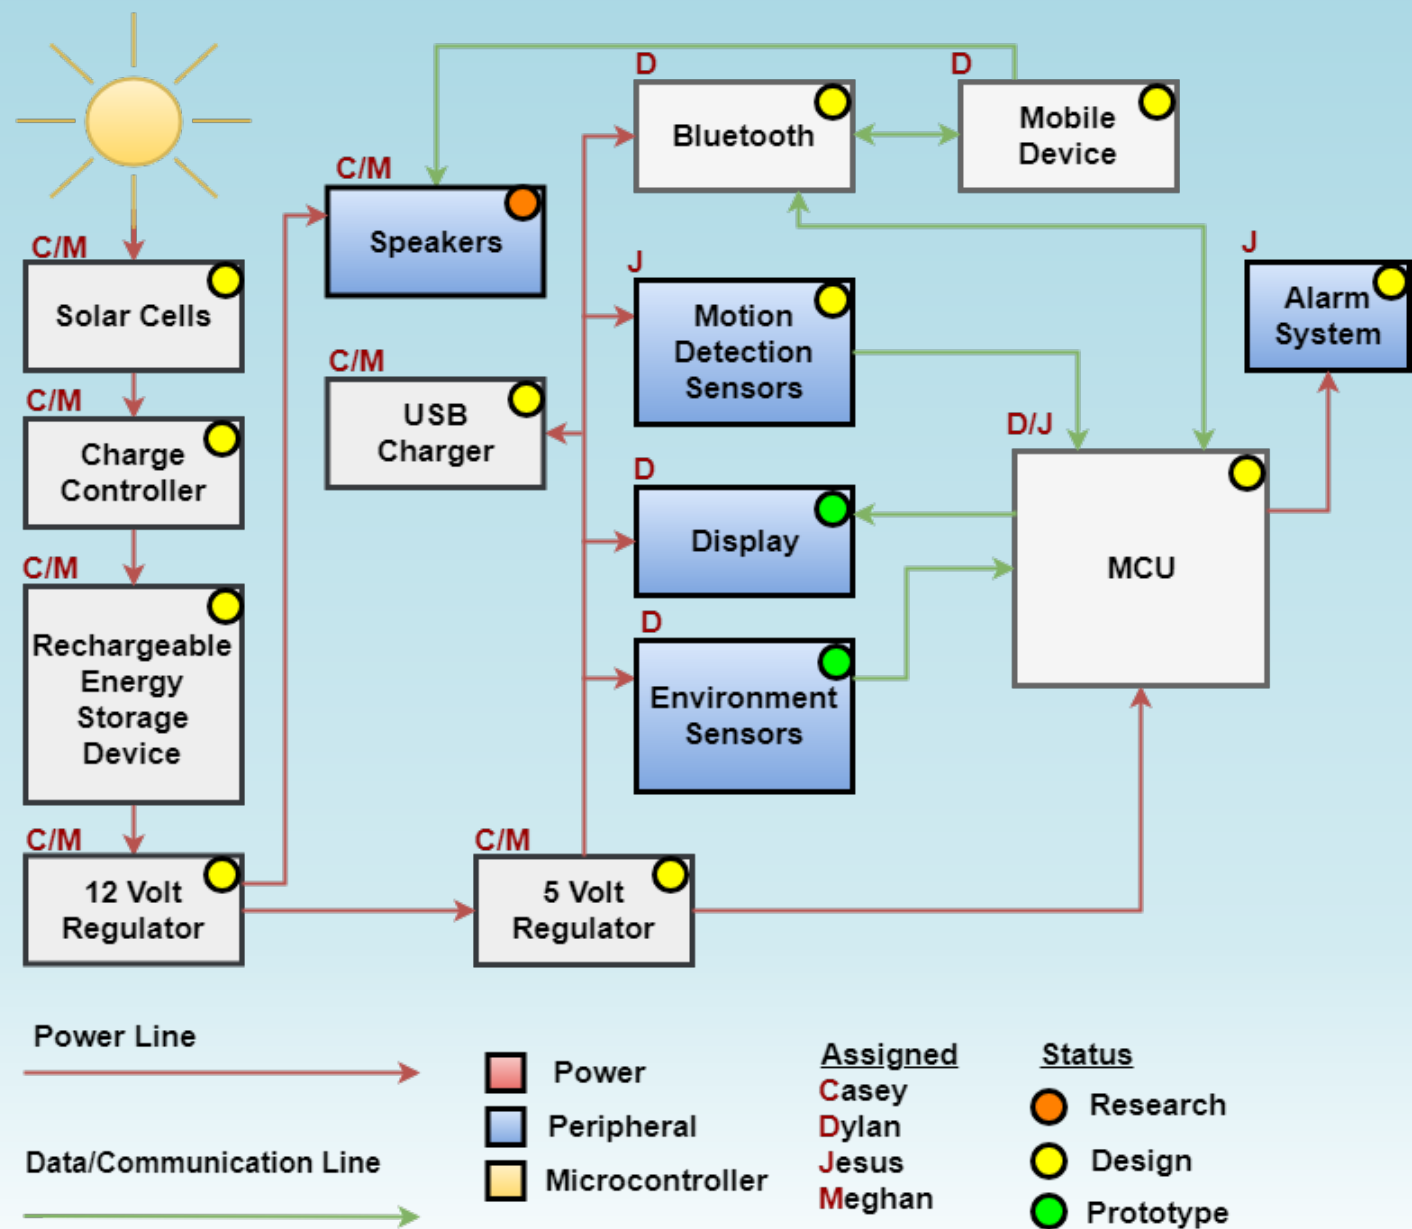 D
D
Bluetooth
Mobile
Device
C/M
Speakers
C/M
Solar Cells
J
Motion
Detection
Sensors
J
Alarm
System
C/M
USB
Charger
C/M
Charge
Controller
D/J
MCU
D
Display
C/M
Rechargeable
Energy
Storage
Device
D
Environment
Sensors
C/M
12 Volt
Regulator
C/M
5 Volt
Regulator
Power Line
Data/Communication Line
Power
Peripheral
Microcontroller
Assigned
Casey
Dylan
Jesus
Meghan
Status
Research
Design
Prototype